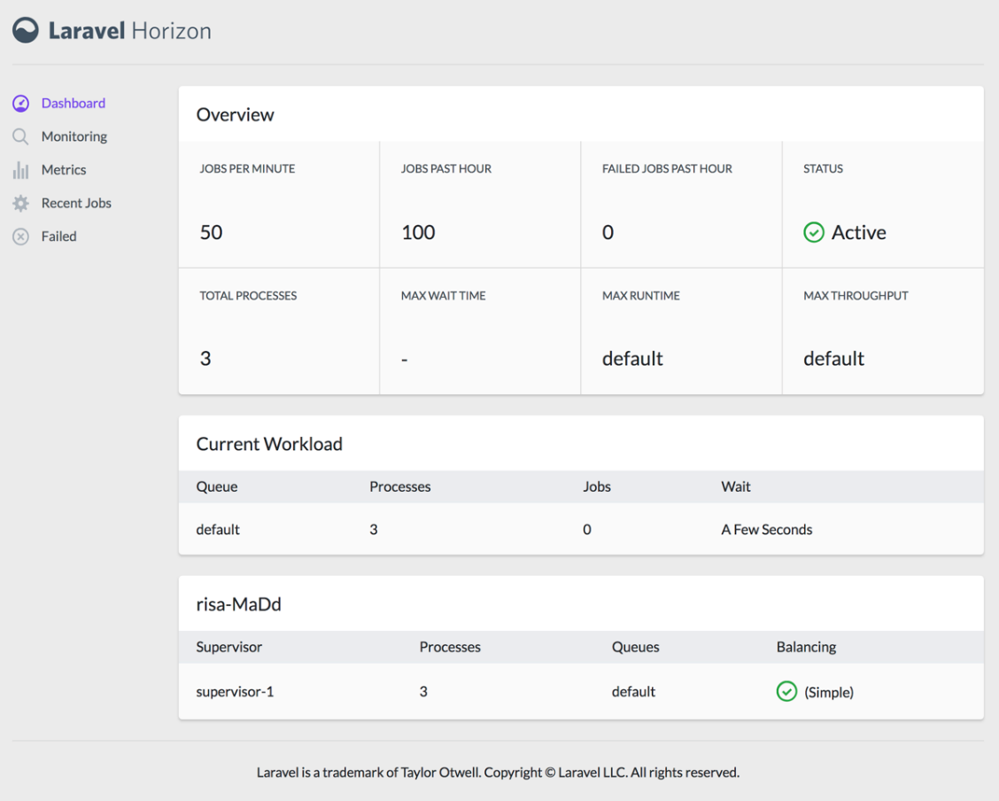 Laravel Horizon
Dashboard
Monitoring
Metrics
Recent Jobs
Failed
Overview
JOBS PER MINUTE JOBS PAST HOUR FAILED JOBS PAST HOUR STATUS
50 100 0 Active
TOTAL PROCESSES MAX WAIT TIME MAX RUNTIME MAX THROUGHPUT
3 - default default
Current Workload
Queue Processes Jobs Wait
default 3 0 A Few Seconds
risa-MaDd
Supervisor Processes Queues Balancing
supervisor-1 3 default (Simple)
Laravel is a trademark of Taylor Otwell. Copyright © Laravel LLC. All rights reserved.